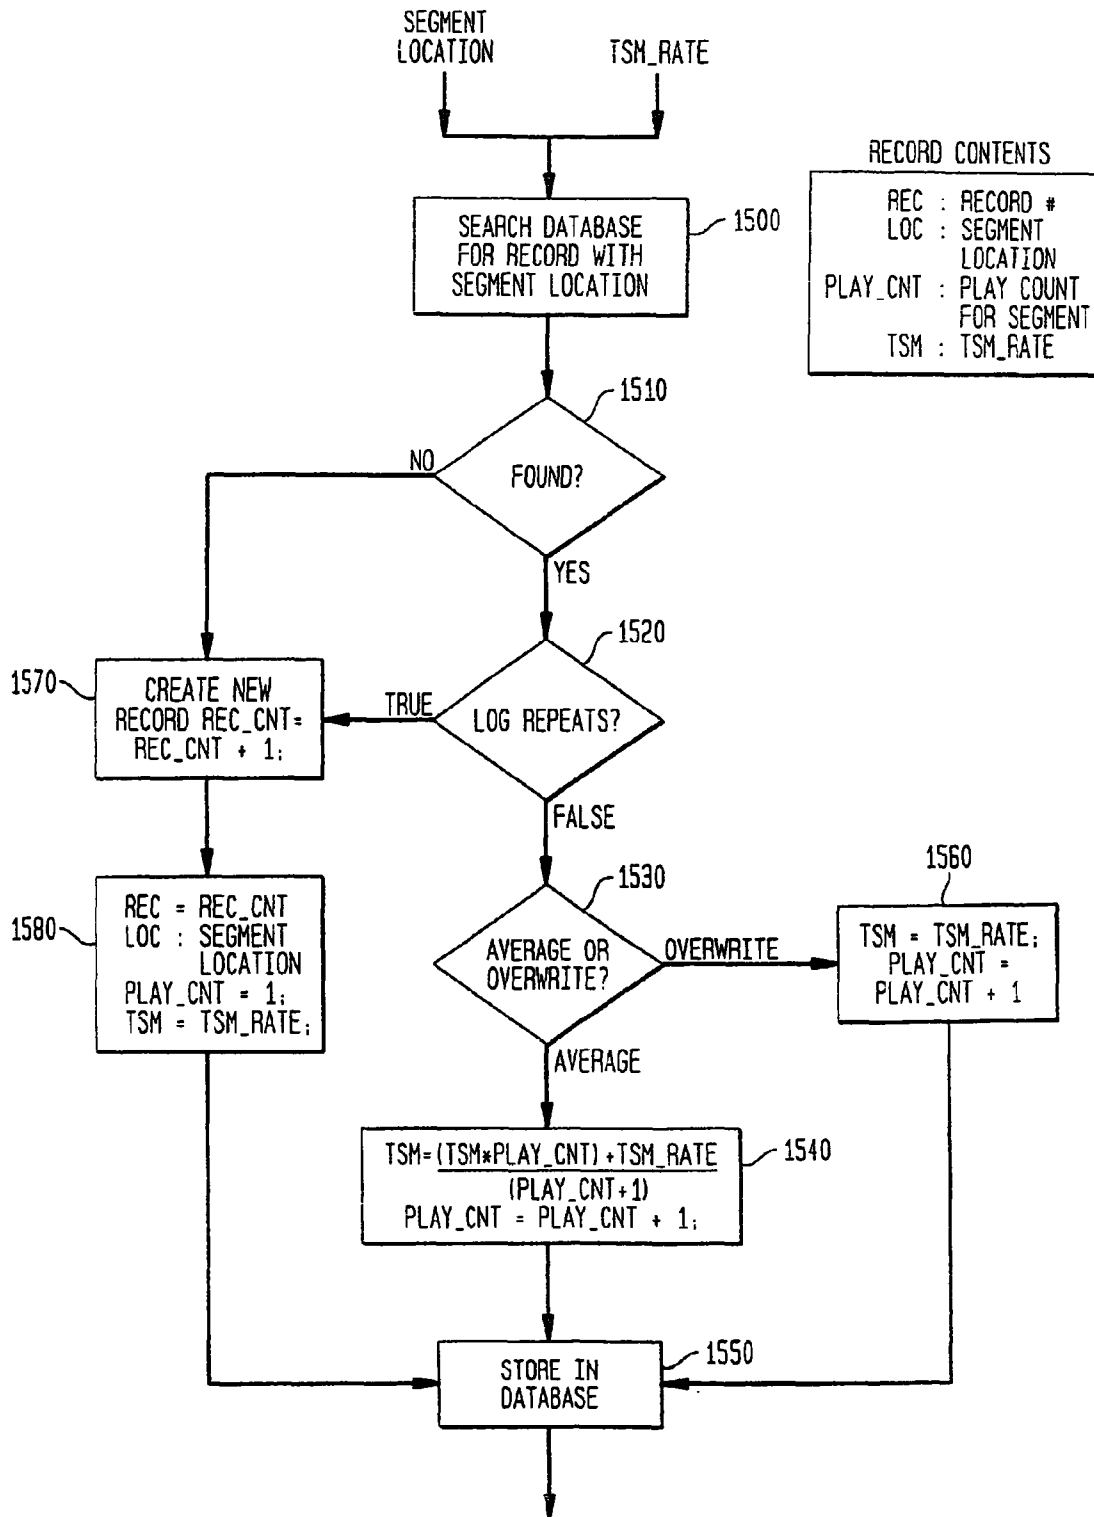 SEGMENT
LOCATION
TSM_RATE
RECORD CONTENTS
REC : RECORD #
LOC : SEGMENT
LOCATION
PLAY_CNT : PLAY COUNT
FOR SEGMENT
TSM : TSM_RATE
SEARCH DATABASE
FOR RECORD WITH
SEGMENT LOCATION
1500
1510
FOUND?
NO
YES
1520
LOG REPEATS?
TRUE
FALSE
1570
CREATE NEW
RECORD REC_CNT=
REC_CNT + 1;
1580
REC = REC_CNT
LOC : SEGMENT
LOCATION
PLAY_CNT = 1;
TSM = TSM_RATE;
1530
AVERAGE OR
OVERWRITE?
OVERWRITE
AVERAGE
1560
TSM = TSM_RATE;
PLAY_CNT =
PLAY_CNT + 1
TSM=(TSM*PLAY_CNT)+TSM_RATE
(PLAY_CNT+1)
PLAY_CNT = PLAY_CNT + 1;
1540
STORE IN
DATABASE
1550